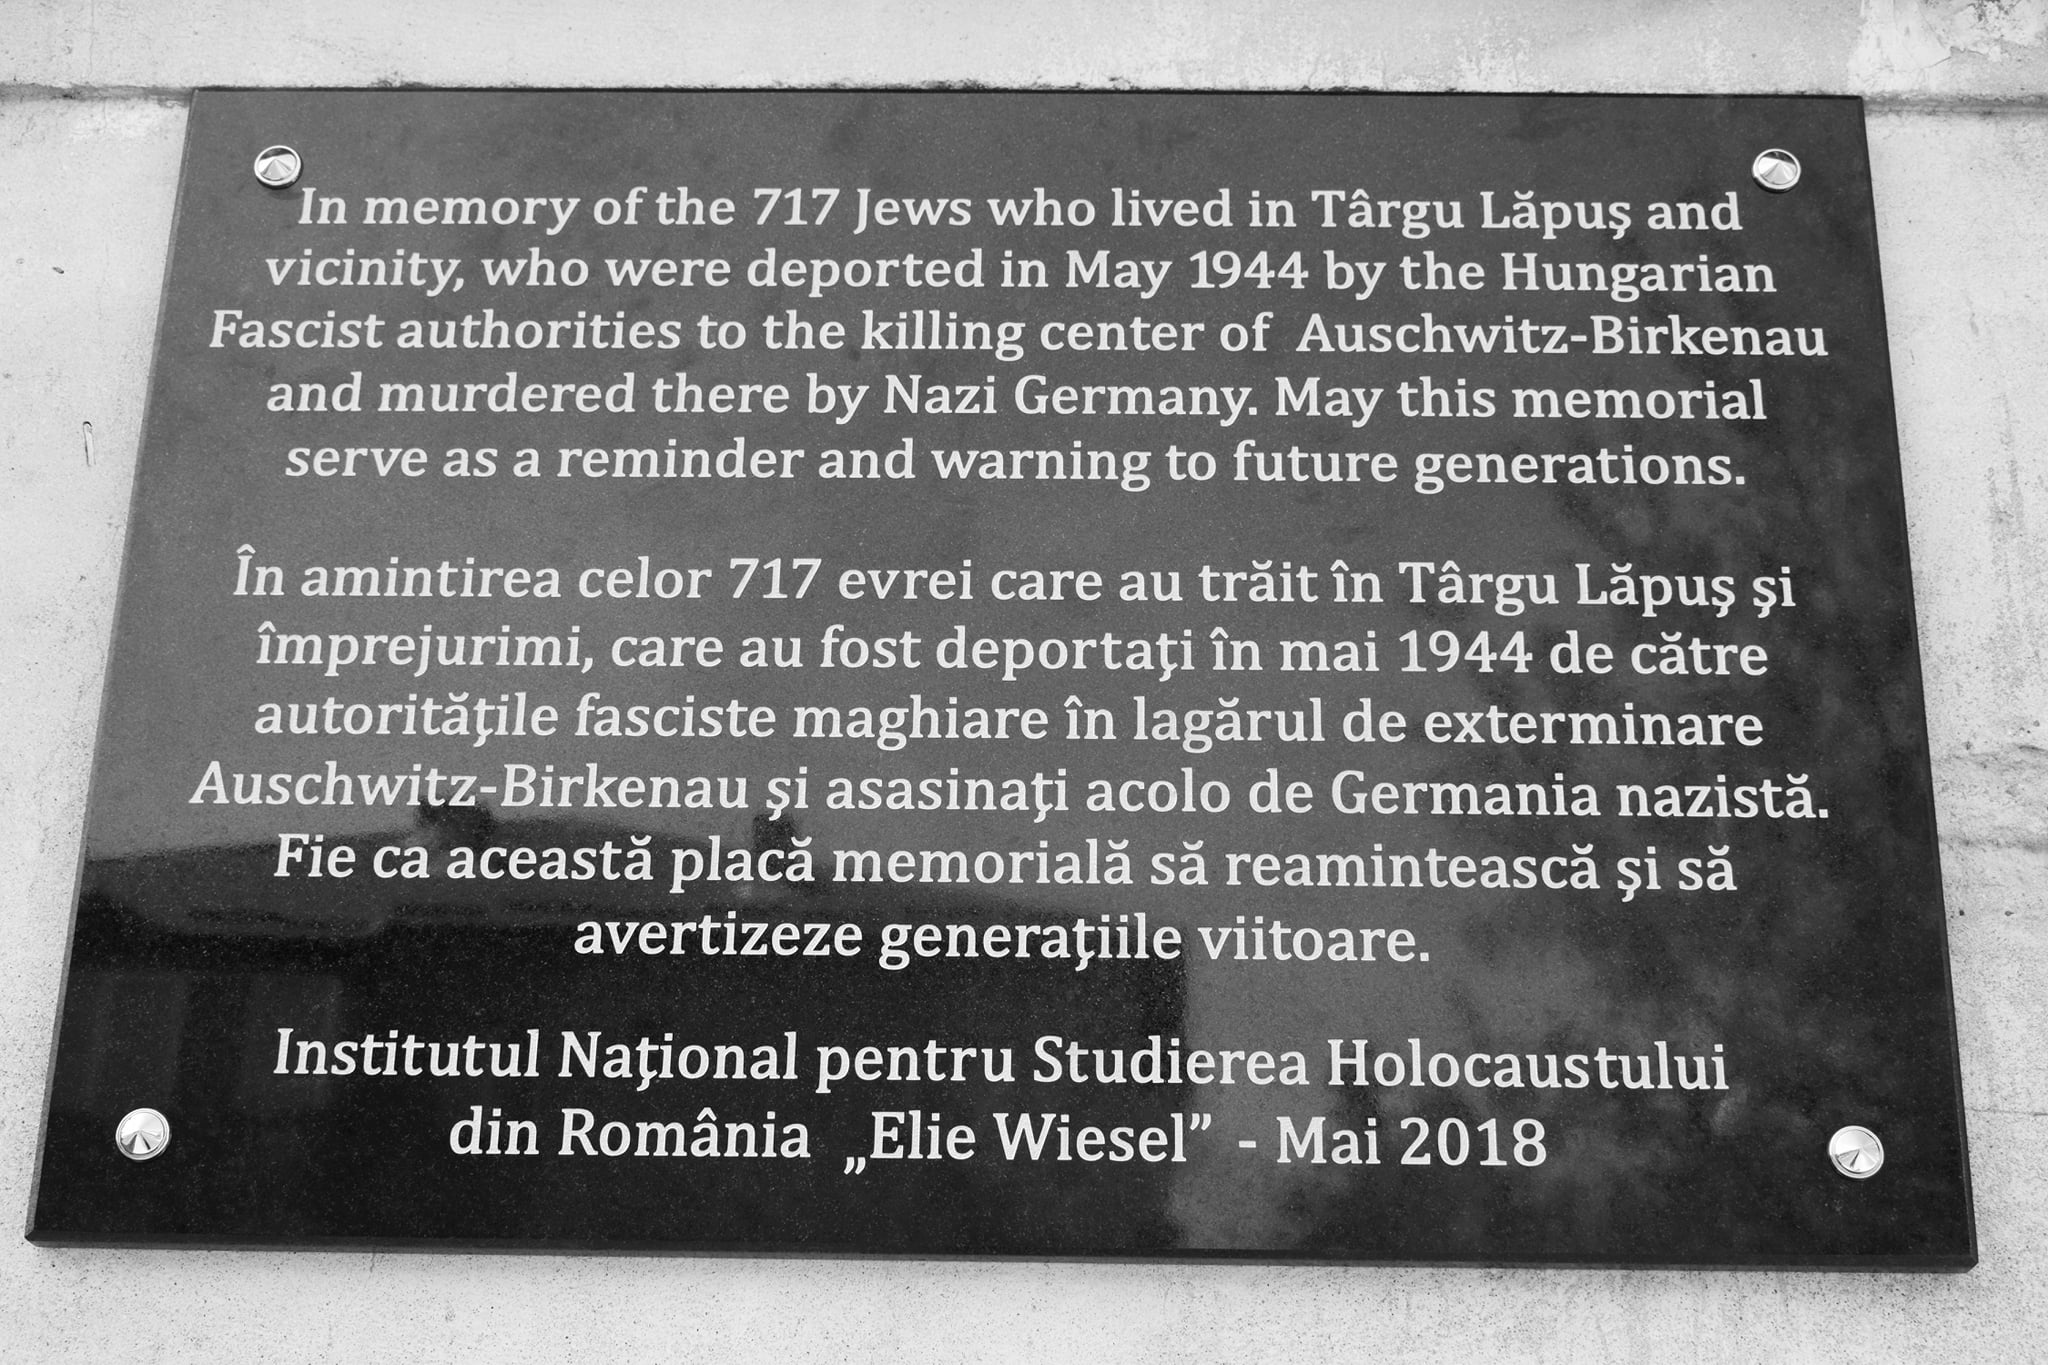 In memory of the 717 Jews who lived in Târgu Lăpuş and
vicinity, who were deported in May 1944 by the Hungarian
Fascist authorities to the killing center of Auschwitz-Birkenau
and murdered there by Nazi Germany. May this memorial
serve as a reminder and warning to future generations.
În amintirea celor 717 evrei care au trăit în Târgu Lăpuş şi
împrejurimi, care au fost deportaţi în mai 1944 de către
autorităţile fasciste maghiare în lagărul de exterminare
Auschwitz-Birkenau şi asasinaţi acolo de Germania nazistă.
Fie ca această placă memorială să reamintească şi să
avertizeze generaţiile viitoare.
Institutul Naţional pentru Studierea Holocaustului
din România „Elie Wiesel” - Mai 2018